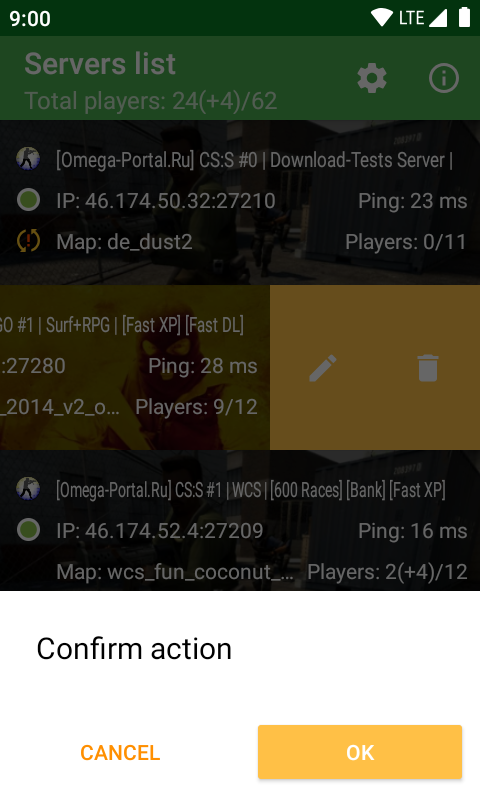 9:00 LTE
Servers list
Total players: 24(+4)/62
[Omega-Portal.Ru] CS:S #0 | Download-Tests Server |
IP: 46.174.50.32:27210 Ping: 23 ms
Map: de_dust2 Players: 0/11
GO #1 | Surf+RPG | [Fast XP] [Fast DL]
:27280 Ping: 28 ms
_2014_v2_o... Players: 9/12
[Omega-Portal.Ru] CS:S #1 | WCS | [600 Races] [Bank] [Fast XP]
IP: 46.174.52.4:27209 Ping: 16 ms
Map: wcs_fun_coconut_... Players: 2(+4)/12
Confirm action
CANCEL OK